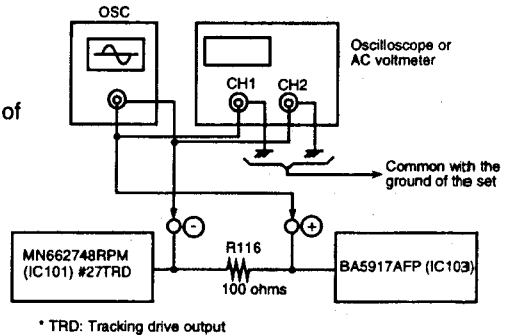 OSC
Oscilloscope or
AC voltmeter
CH1 CH2
of
Common with the
ground of the set
-
+
R116
MN662748RPM
(IC101) #27TRD
100 ohms
BA5917AFP (IC103)
* TRD: Tracking drive output